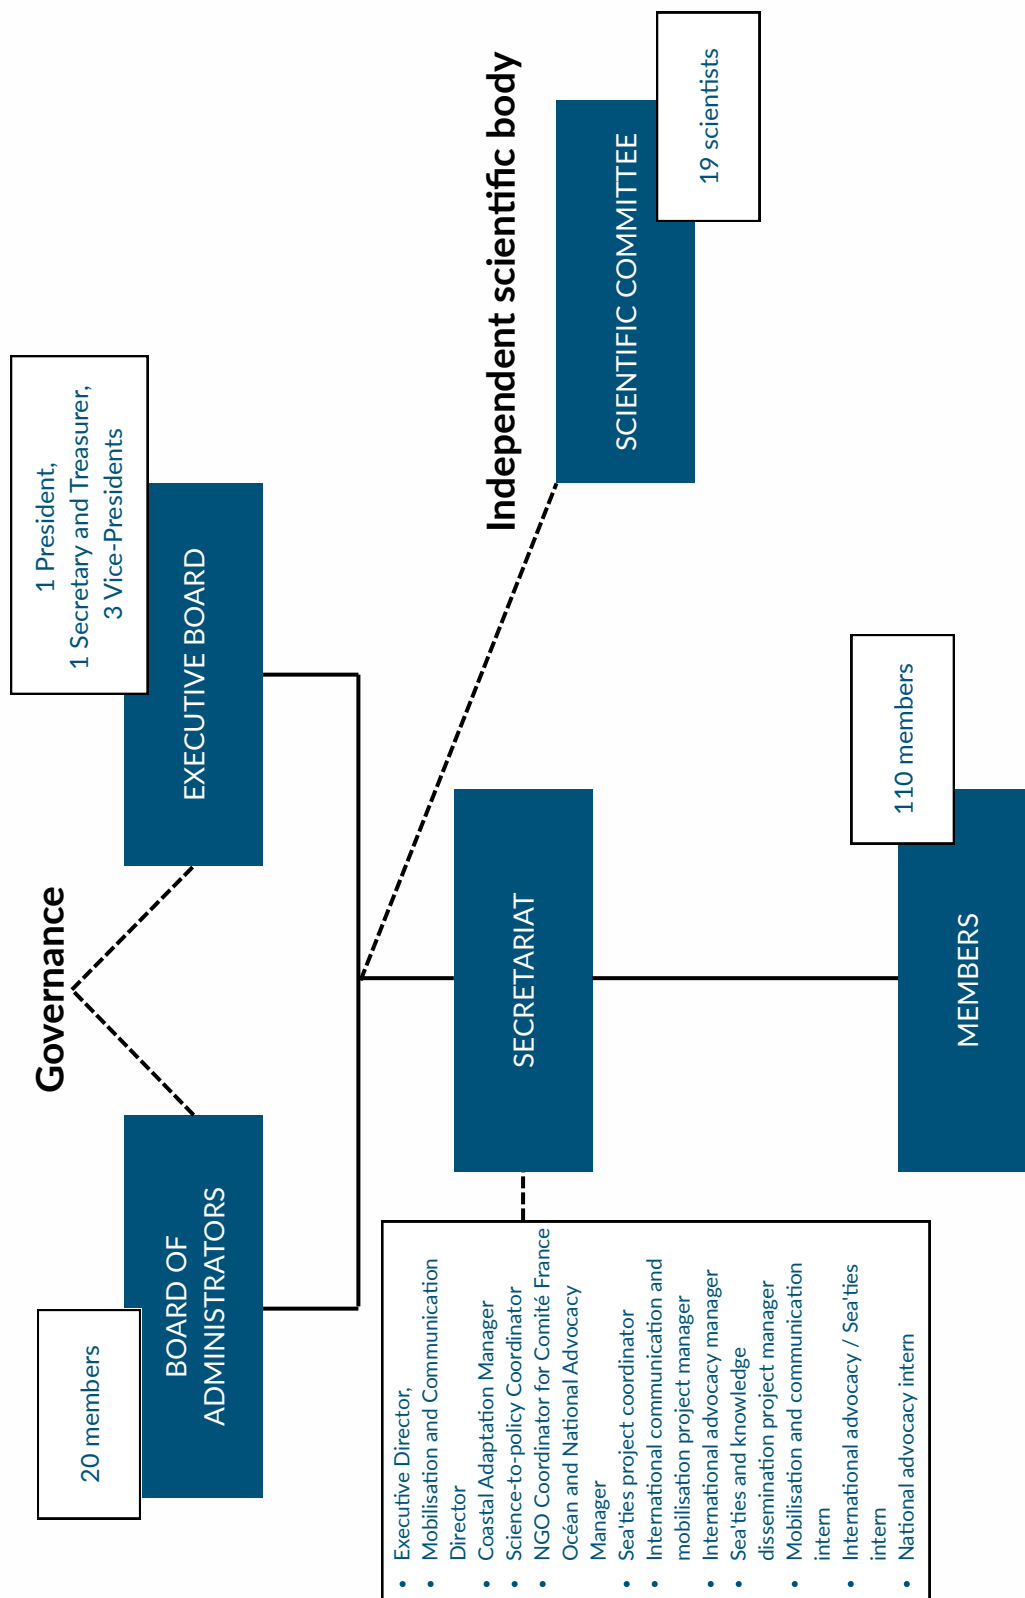 Governance
20 members
BOARD OF
ADMINISTRATORS
1 President,
1 Secretary and Treasurer,
3 Vice-Presidents
EXECUTIVE BOARD
Independent scientific body
SCIENTIFIC COMMITTEE
19 scientists
SECRETARIAT
• Executive Director,
• Mobilisation and Communication
Director
• Coastal Adaptation Manager
• Science-to-policy Coordinator
• NGO Coordinator for Comité France
Océan and National Advocacy
Manager
• Sea'ties project coordinator
• International communication and
mobilisation project manager
• International advocacy manager
• Sea'ties and knowledge
dissemination project manager
• Mobilisation and communication
intern
• International advocacy / Sea'ties
intern
• National advocacy intern
110 members
MEMBERS